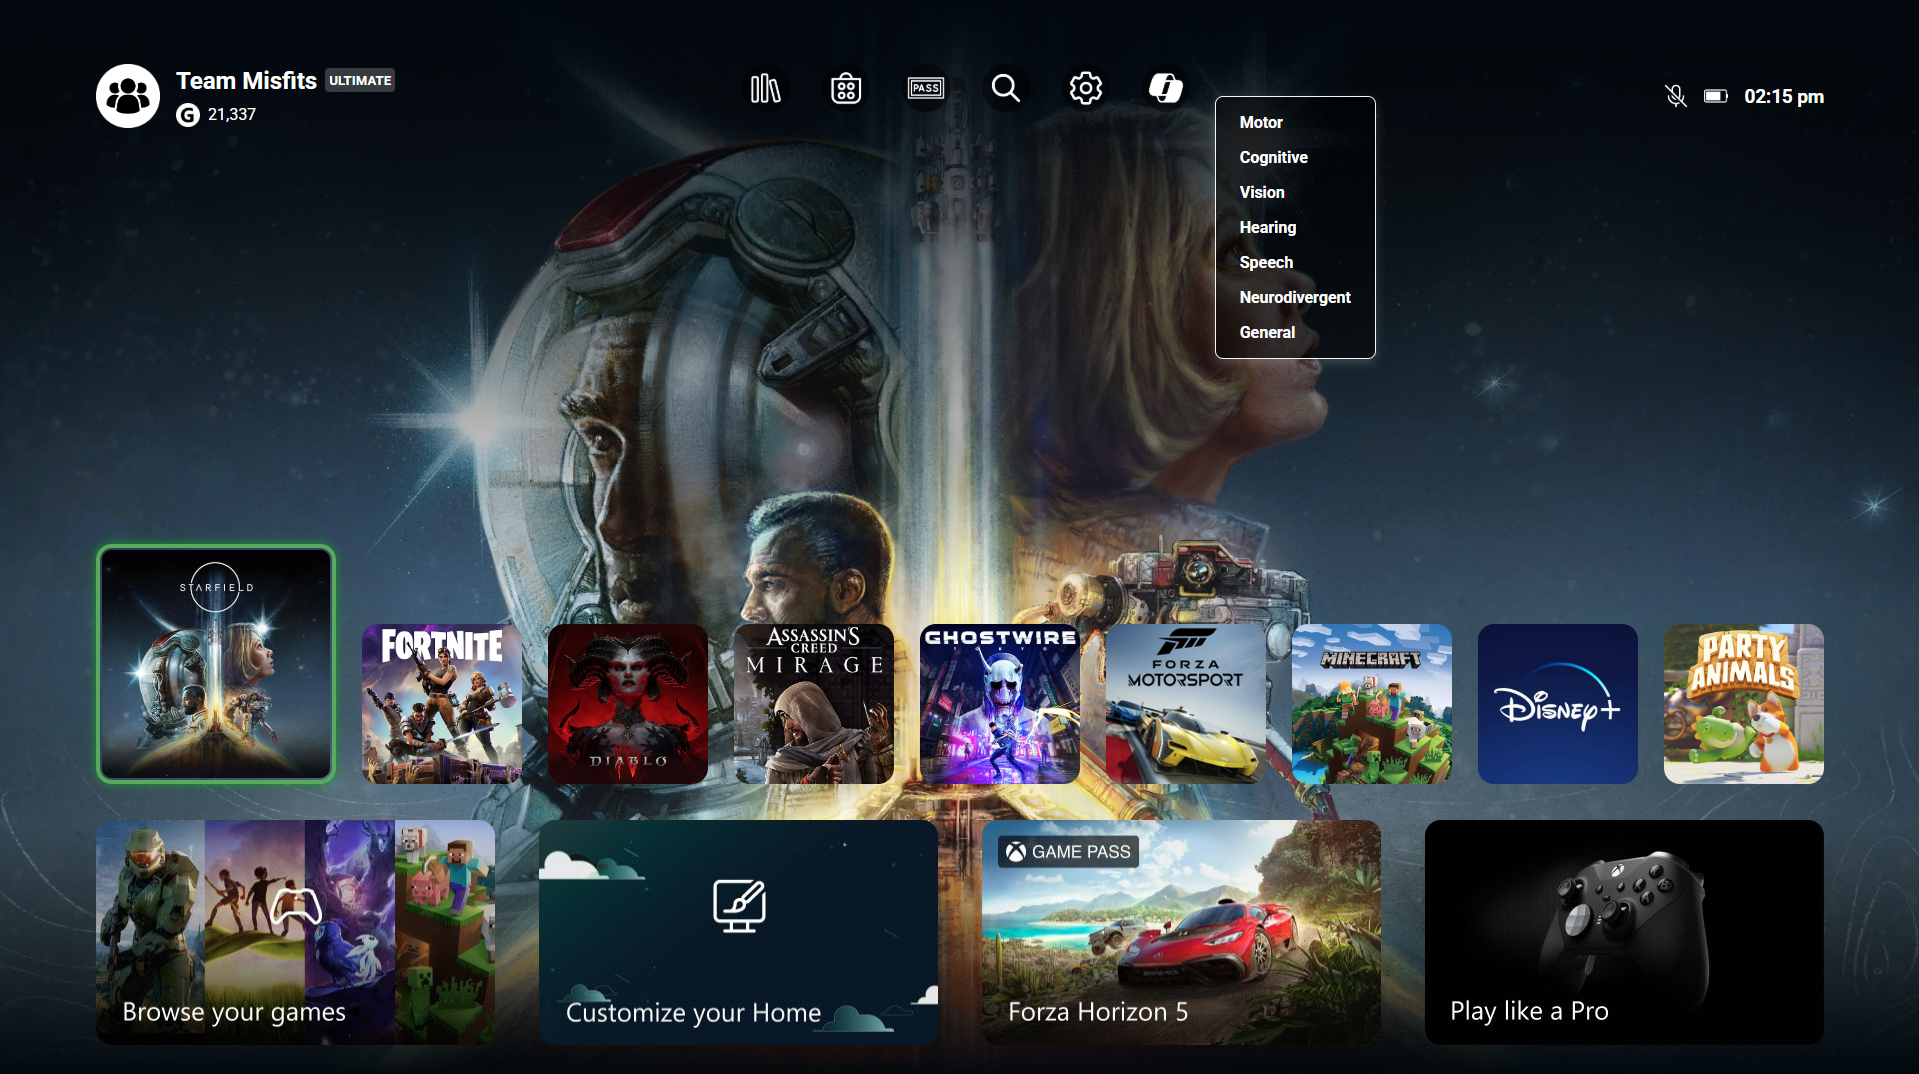 Team Misfits ULTIMATE
G 21,337
PASS
02:15 pm
Motor
Cognitive
Vision
Hearing
Speech
Neurodivergent
General
STARFIELD
FORTNITE
DIABLO
IV
ASSASSIN'S
CREED
MIRAGE
GHOSTWIRE
TOKYO
FORZA
MOTORSPORT
MINECRAFT
Disney+
PARTY
ANIMALS
Browse your games
Customize your Home
GAME PASS
Forza Horizon 5
Play like a Pro